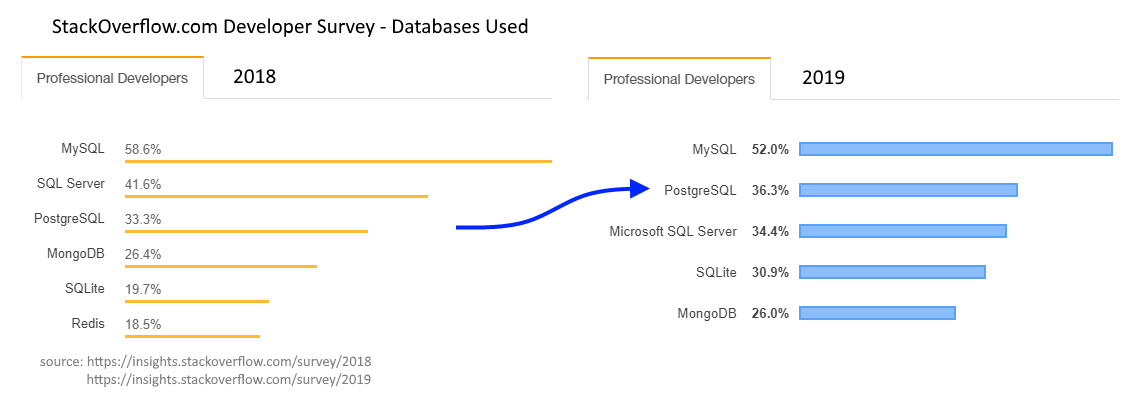 StackOverflow.com Developer Survey - Databases Used
Professional Developers 2018
MySQL 58.6%
SQL Server 41.6%
PostgreSQL 33.3%
MongoDB 26.4%
SQLite 19.7%
Redis 18.5%
Professional Developers 2019
MySQL 52.0%
PostgreSQL 36.3%
Microsoft SQL Server 34.4%
SQLite 30.9%
MongoDB 26.0%
source: https://insights.stackoverflow.com/survey/2018
https://insights.stackoverflow.com/survey/2019